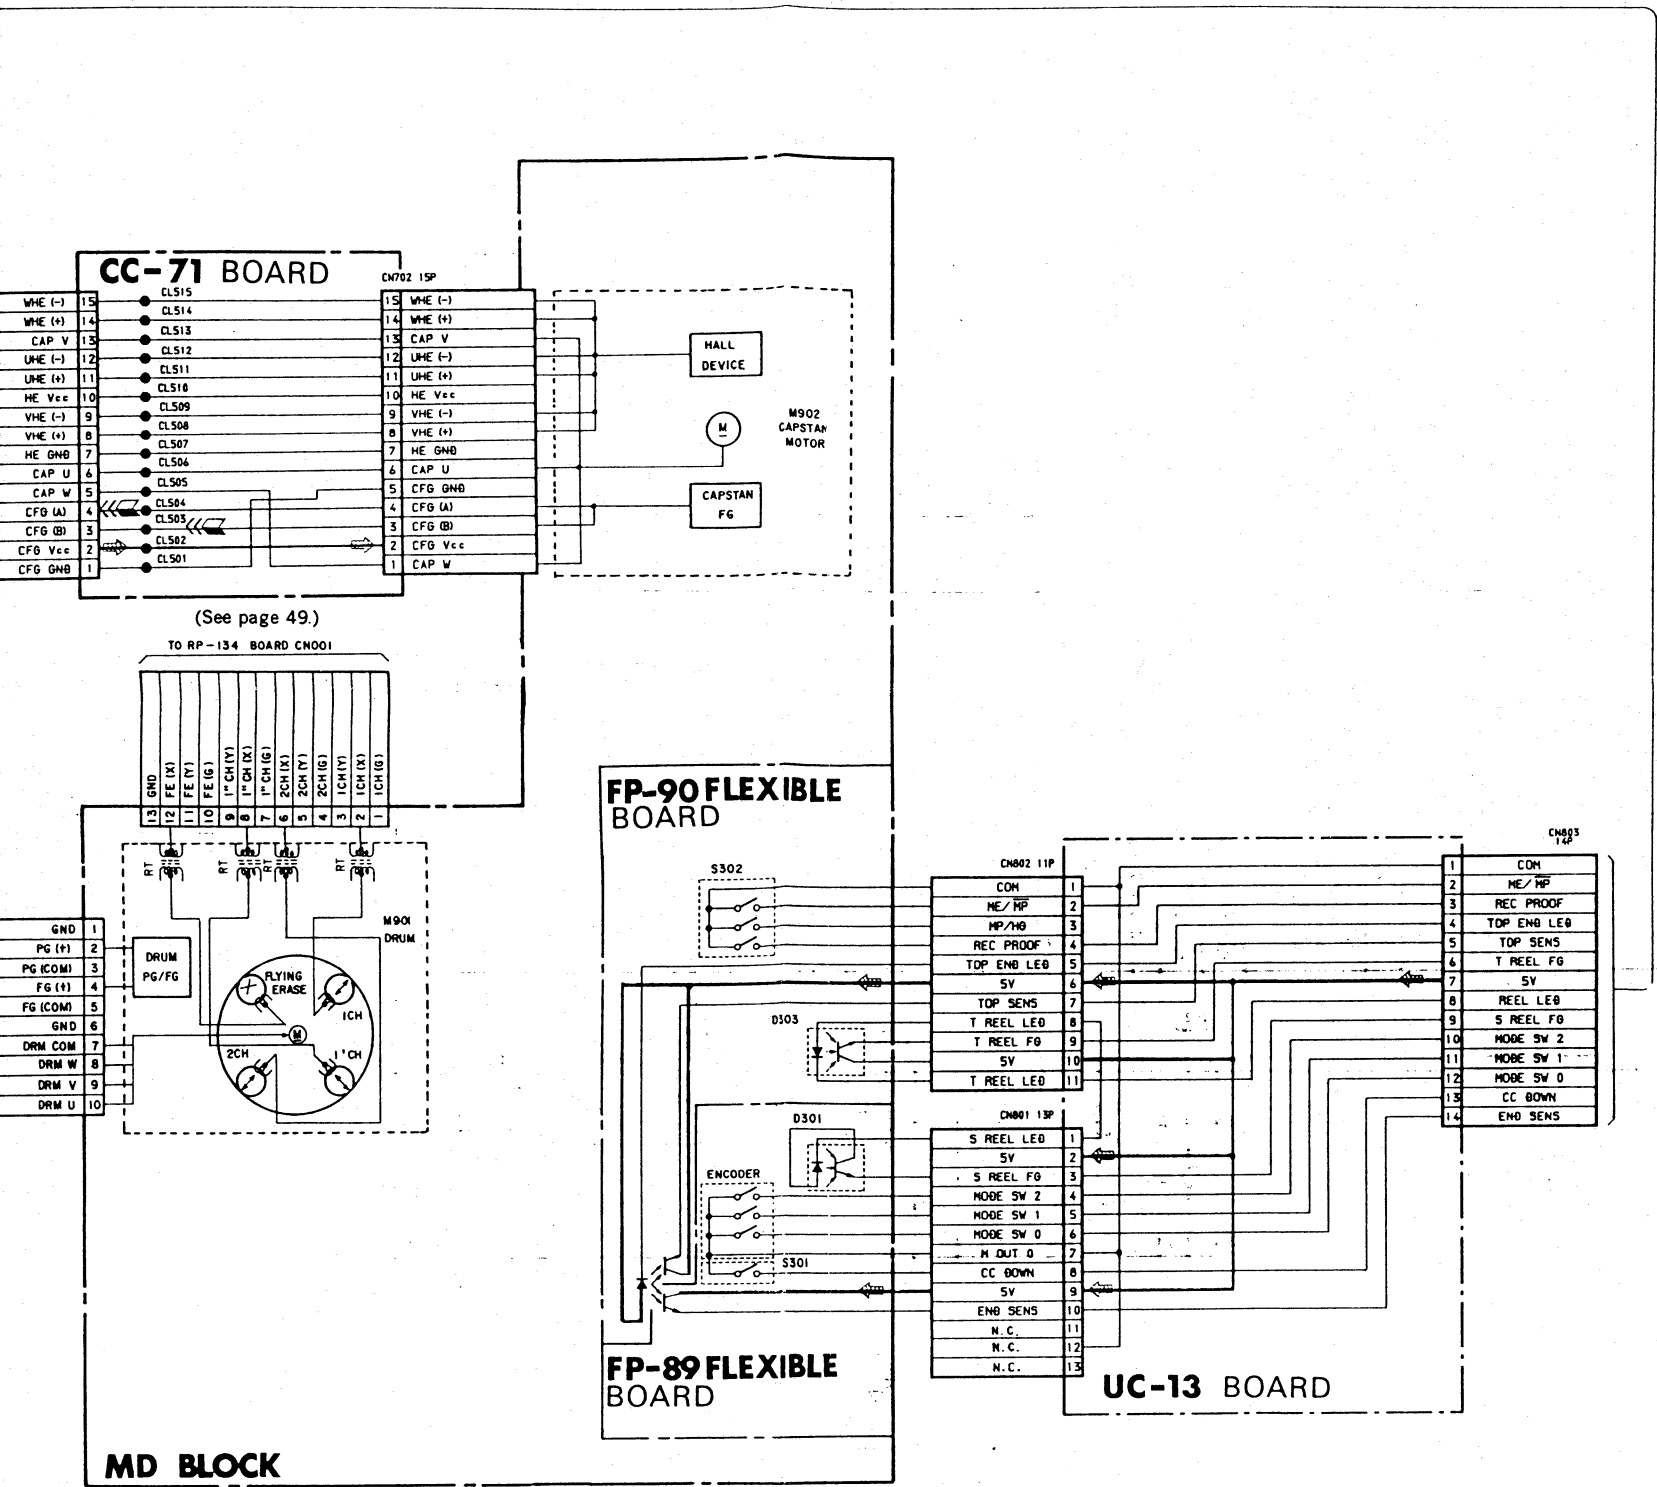 CC-71 BOARD
CN702 15P
WHE (-) 15 CL515 15 WHE (-)
WHE (+) 14 CL514 14 WHE (+)
CAP V 13 CL513 13 CAP V
UHE (-) 12 CL512 12 UHE (-)
UHE (+) 11 CL511 11 UHE (+)
HE Vcc 10 CL510 10 HE Vcc
VHE (-) 9 CL509 9 VHE (-)
VHE (+) 8 CL508 8 VHE (+)
HE GND 7 CL507 7 HE GND
CAP U 6 CL506 6 CAP U
CAP W 5 CL505 5 CFG GND
CFG (A) 4 CL504 4 CFG (A)
CFG (B) 3 CL503 3 CFG (B)
CFG Vcc 2 CL502 2 CFG Vcc
CFG GND 1 CL501 1 CAP W
HALL
DEVICE
M
M902
CAPSTAN
MOTOR
CAPSTAN
FG
(See page 49.)
TO RP-134 BOARD CN001
13 GND
12 FE (X)
11 FE (Y)
10 FE (G)
9 1"CH (Y)
8 1"CH (X)
7 1"CH (G)
6 2CH (X)
5 2CH (Y)
4 2CH (G)
3 1CH (Y)
2 1CH (X)
1 1CH (G)
RT RT RT RT
M901
DRUM
GND 1
PG (+) 2
PG (COM) 3
FG (+) 4
FG (COM) 5
GND 6
DRM COM 7
DRM W 8
DRM V 9
DRM U 10
DRUM
PG/FG
FLYING
ERASE
1CH
M
2CH
1'CH
FP-90 FLEXIBLE
BOARD
S302
D303
D301
ENCODER
S301
FP-89 FLEXIBLE
BOARD
CN802 11P
COM 1
ME/MP 2
MP/HG 3
REC PROOF 4
TOP END LED 5
5V 6
TOP SENS 7
T REEL LED 8
T REEL FG 9
5V 10
T REEL LED 11
CN801 13P
S REEL LED 1
5V 2
S REEL FG 3
MODE SW 2 4
MODE SW 1 5
MODE SW 0 6
M OUT 0 7
CC DOWN 8
5V 9
END SENS 10
N.C. 11
N.C. 12
N.C. 13
CN803
14P
1 COM
2 ME/MP
3 REC PROOF
4 TOP END LED
5 TOP SENS
6 T REEL FG
7 5V
8 REEL LED
9 S REEL FG
10 MODE SW 2
11 MODE SW 1
12 MODE SW 0
13 CC DOWN
14 END SENS
UC-13 BOARD
MD BLOCK